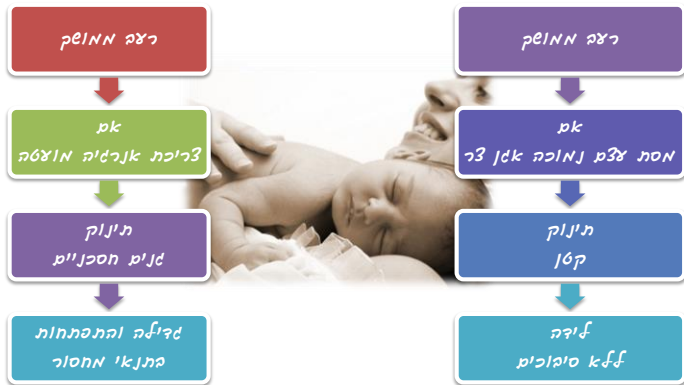 רעב ממושך
אם
מסת עצם נמוכה אגן צר
תינוק
קטן
לידה
ללא סיבוכים
רעב ממושך
אם
צריכת אנרגיה מועטה
תינוק
גנים חסכניים
גדילה והתפתחות
בתנאי מחסור